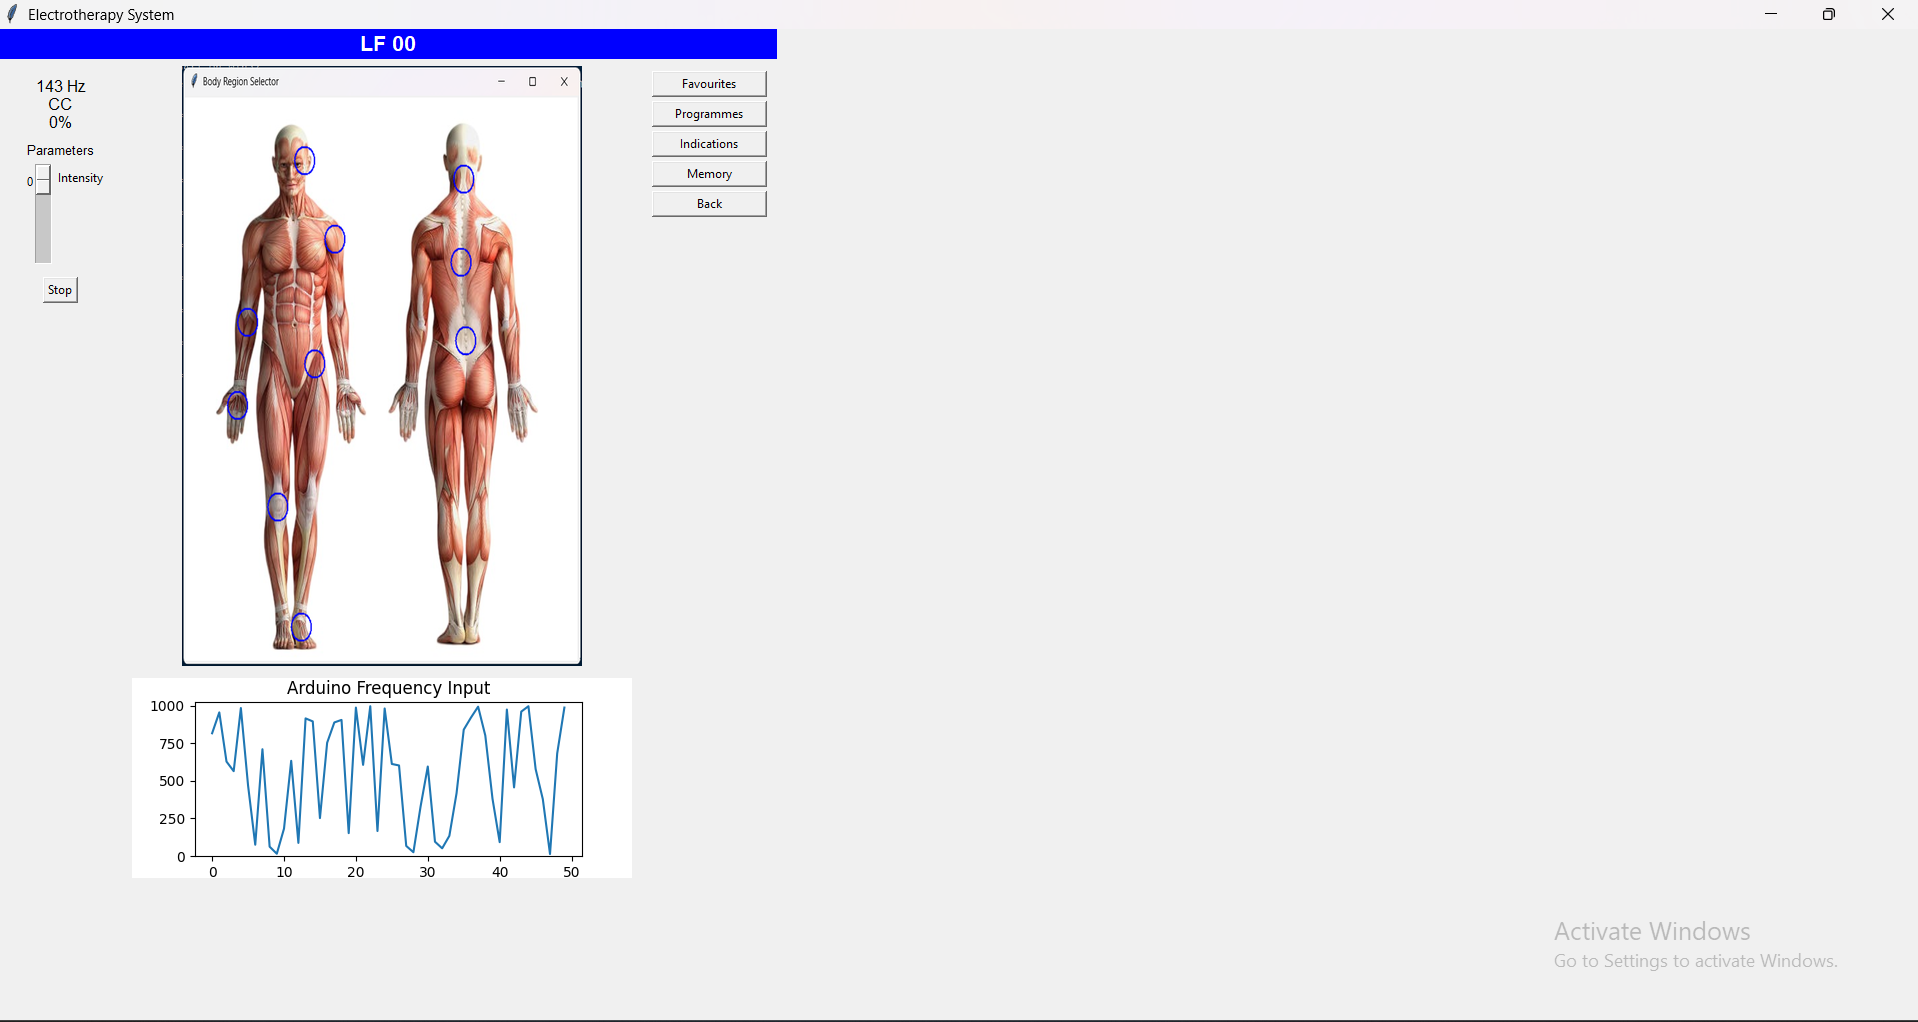 Electrotherapy System
LF 00
143 Hz
CC
0%
Parameters
0
Intensity
Stop
Body Region Selector
Favourites
Programmes
Indications
Memory
Back
Arduino Frequency Input
1000
750
500
250
0
0 10 20 30 40 50
Activate Windows
Go to Settings to activate Windows.